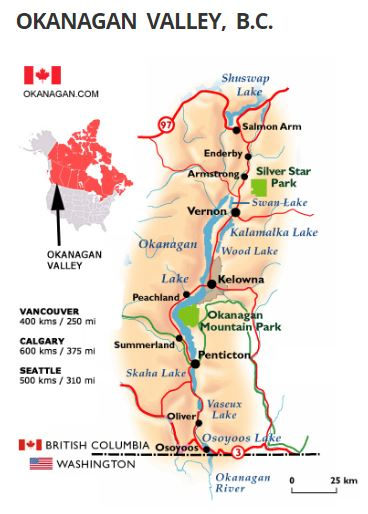 OKANAGAN VALLEY, B.C.
OKANAGAN.COM
Shuswap
Lake
97
Salmon Arm
Enderby
Armstrong
Silver Star
Park
Swan Lake
Vernon
Kalamalka Lake
Okanagan
Wood Lake
OKANAGAN
VALLEY
Lake
Kelowna
Peachland
VANCOUVER
400 kms / 250 mi
Okanagan
Mountain Park
CALGARY
600 kms / 375 mi
Summerland
Penticton
SEATTLE
500 kms / 310 mi
Skaha Lake
Vaseux
Lake
Oliver
Osoyoos Lake
BRITISH COLUMBIA
Osoyoos
3
WASHINGTON
Okanagan
River
0 25 km